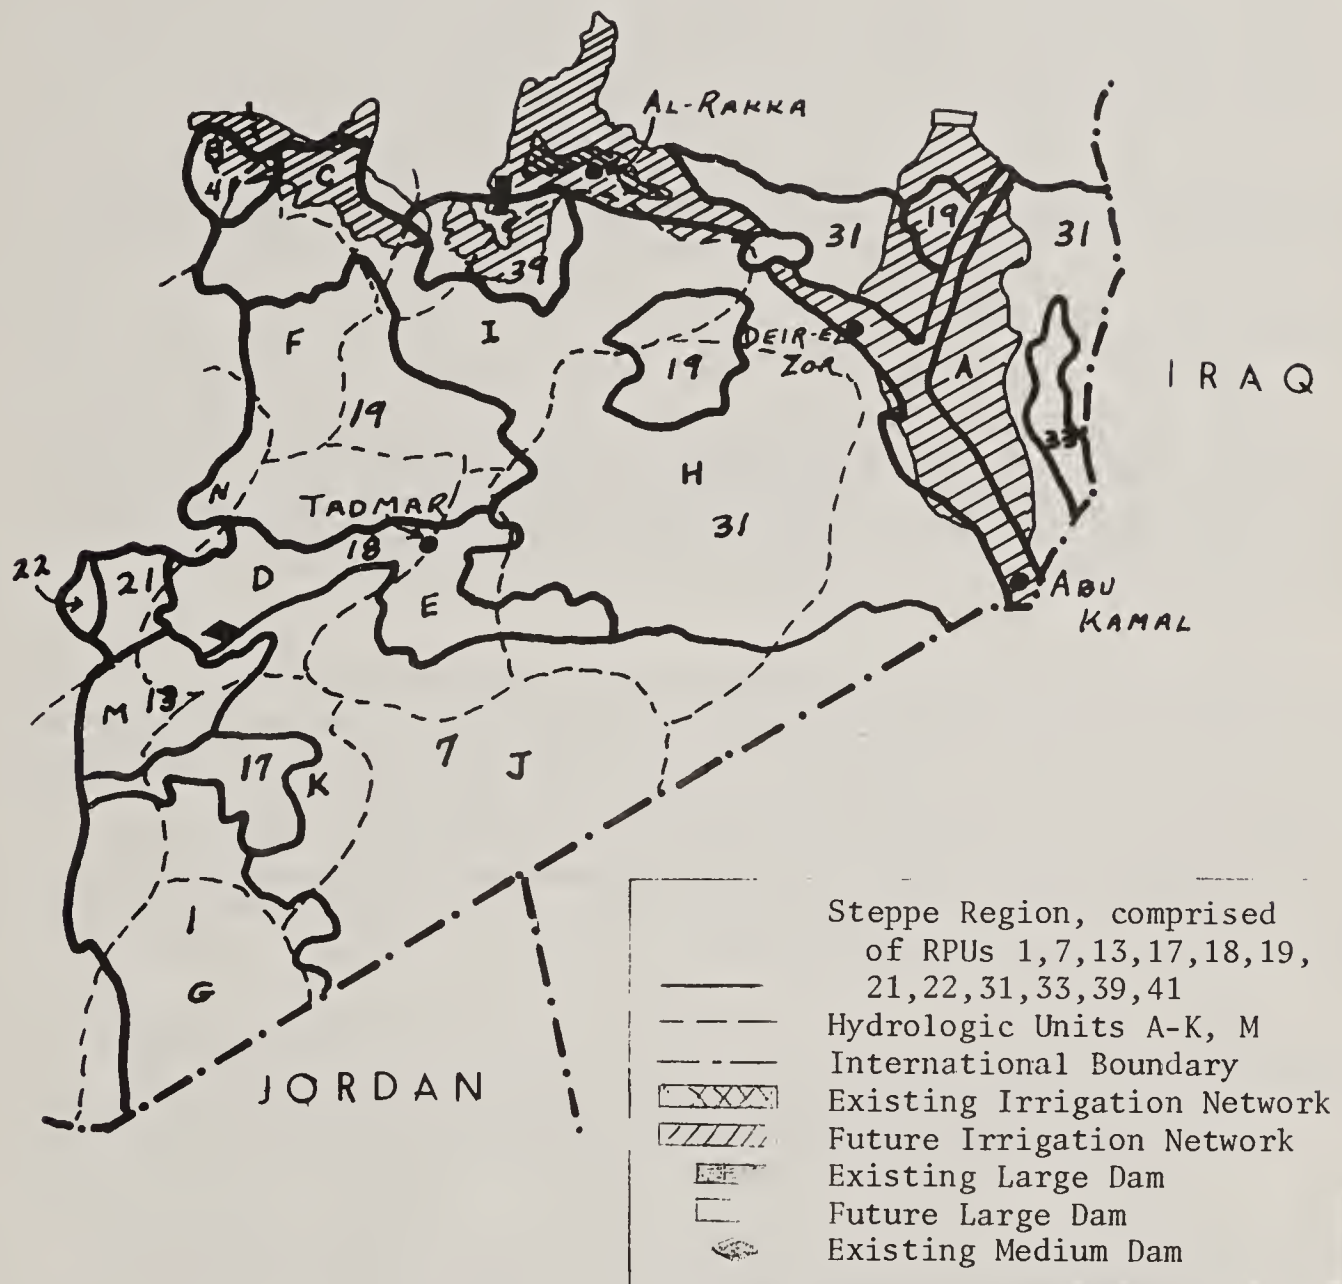 AL-RAKKA
B
41
C
19
31
31
39
F
I
DEIR-EL
ZOR
19
A
IRAQ
19
33
N
H
TADMAR
31
18
22
21
D
E
ABU
KAMAL
M 13
7
J
17
K
1
G
JORDAN
Steppe Region, comprised
of RPUs 1,7,13,17,18,19,
21,22,31,33,39,41
Hydrologic Units A-K, M
International Boundary
Existing Irrigation Network
Future Irrigation Network
Existing Large Dam
Future Large Dam
Existing Medium Dam